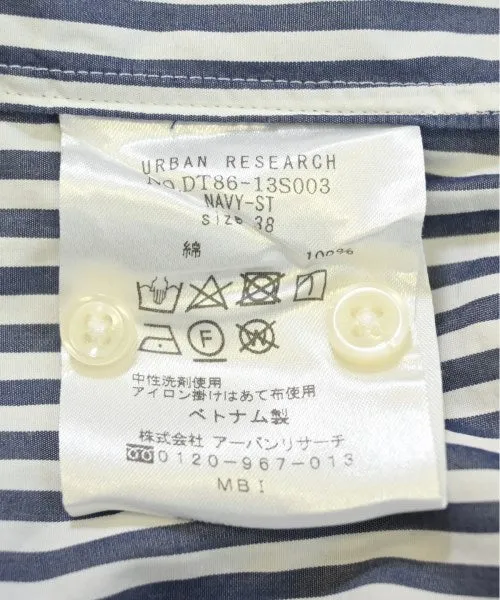 URBAN RESEARCH
No.DT86-13S003
NAVY-ST
SIZE 38
綿 100%
F W
中性洗剤使用
アイロン掛けはあて布使用
ベトナム製
株式会社 アーバンリサーチ
0120-967-013
MBI